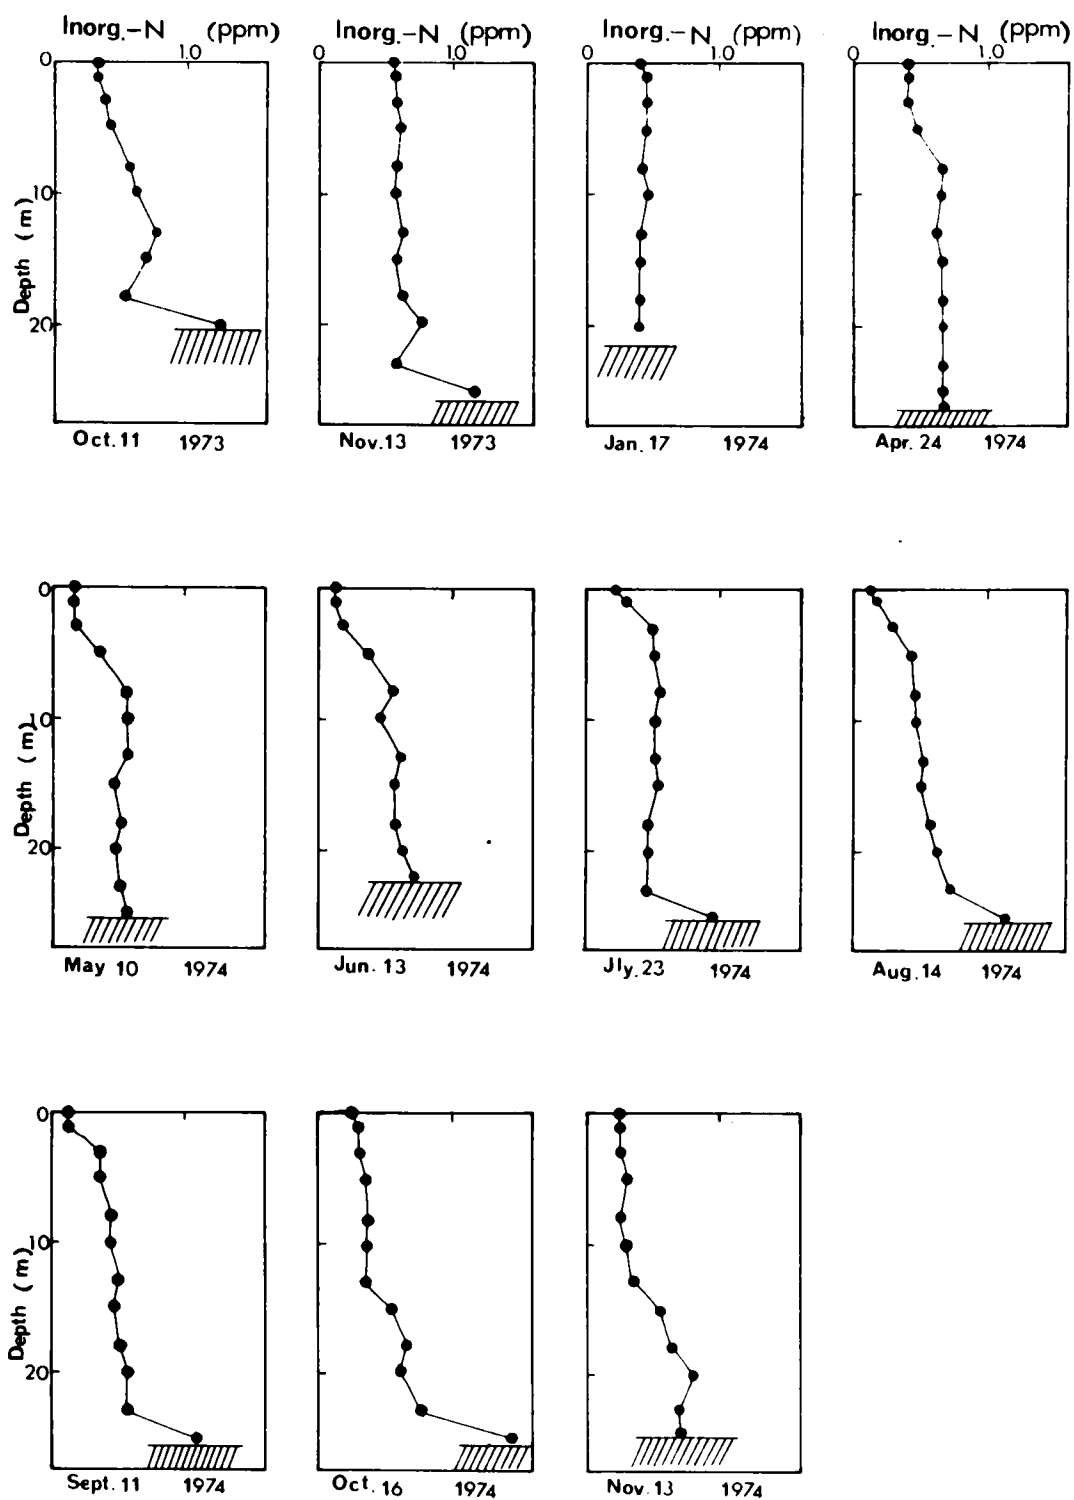 Inorg.-N (ppm) Inorg.-N (ppm) Inorg.-N (ppm) Inorg.-N (ppm)
0 1.0 0 1.0 0 1.0 0 1.0
0
10
20
Depth (m)
Oct.11 1973 Nov.13 1973 Jan.17 1974 Apr.24 1974
0
10
20
Depth (m)
May 10 1974 Jun.13 1974 Jly.23 1974 Aug.14 1974
0
10
20
Depth (m)
Sept.11 1974 Oct.16 1974 Nov.13 1974